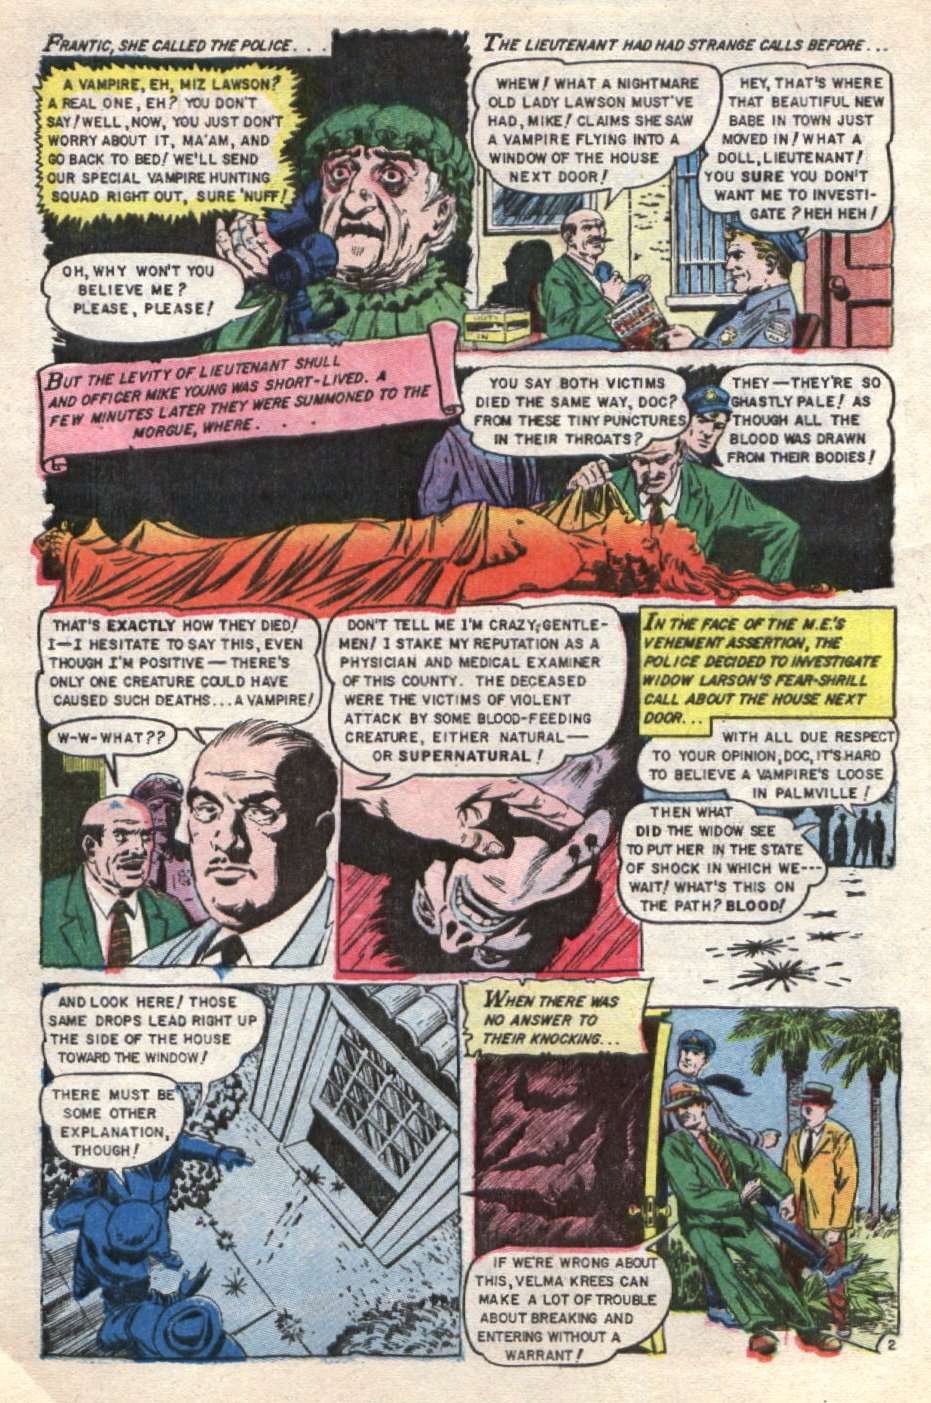 FRANTIC, SHE CALLED THE POLICE...
A VAMPIRE, EH, MIZ LAWSON?
A REAL ONE, EH? YOU DON'T
SAY! WELL, NOW, YOU JUST DON'T
WORRY ABOUT IT, MA'AM, AND
GO BACK TO BED! WE'LL SEND
OUR SPECIAL VAMPIRE HUNTING
SQUAD RIGHT OUT, SURE 'NUFF!
OH, WHY WON'T YOU
BELIEVE ME?
PLEASE, PLEASE!
THE LIEUTENANT HAD HAD STRANGE CALLS BEFORE...
WHEW! WHAT A NIGHTMARE
OLD LADY LAWSON MUST'VE
HAD, MIKE! CLAIMS SHE SAW
A VAMPIRE FLYING INTO A
WINDOW OF THE HOUSE
NEXT DOOR!
HEY, THAT'S WHERE
THAT BEAUTIFUL NEW
BABE IN TOWN JUST
MOVED IN! WHAT A
DOLL, LIEUTENANT!
YOU SURE YOU DON'T
WANT ME TO INVESTI-
GATE? HEH HEH!
OUT
IN
BUT THE LEVITY OF LIEUTENANT SHULL
AND OFFICER MIKE YOUNG WAS SHORT-LIVED. A
FEW MINUTES LATER THEY WERE SUMMONED TO THE
MORGUE, WHERE. . . .
YOU SAY BOTH VICTIMS
DIED THE SAME WAY, DOC?
FROM THESE TINY PUNCTURES
IN THEIR THROATS?
THEY—THEY'RE SO
GHASTLY PALE! AS
THOUGH ALL THE
BLOOD WAS DRAWN
FROM THEIR BODIES!
THAT'S EXACTLY HOW THEY DIED!
I—I HESITATE TO SAY THIS, EVEN
THOUGH I'M POSITIVE—THERE'S
ONLY ONE CREATURE COULD HAVE
CAUSED SUCH DEATHS...A VAMPIRE!
W-W-WHAT??
DON'T TELL ME I'M CRAZY, GENTLE-
MEN! I STAKE MY REPUTATION AS A
PHYSICIAN AND MEDICAL EXAMINER
OF THIS COUNTY. THE DECEASED
WERE THE VICTIMS OF VIOLENT
ATTACK BY SOME BLOOD-FEEDING
CREATURE, EITHER NATURAL—
OR SUPERNATURAL!
IN THE FACE OF THE M.E.'S
VEHEMENT ASSERTION, THE
POLICE DECIDED TO INVESTIGATE
WIDOW LARSON'S FEAR-SHRILL
CALL ABOUT THE HOUSE NEXT
DOOR...
WITH ALL DUE RESPECT
TO YOUR OPINION, DOC, IT'S HARD
TO BELIEVE A VAMPIRE'S LOOSE
IN PALMVILLE!
THEN WHAT
DID THE WIDOW SEE
TO PUT HER IN THE STATE
OF SHOCK IN WHICH WE---
WAIT! WHAT'S THIS ON
THE PATH? BLOOD!
AND LOOK HERE! THOSE
SAME DROPS LEAD RIGHT UP
THE SIDE OF THE HOUSE
TOWARD THE WINDOW!
THERE MUST BE
SOME OTHER
EXPLANATION,
THOUGH!
WHEN THERE WAS
NO ANSWER TO
THEIR KNOCKING...
IF WE'RE WRONG ABOUT
THIS, VELMA KREES CAN
MAKE A LOT OF TROUBLE
ABOUT BREAKING AND
ENTERING WITHOUT A
WARRANT!
2